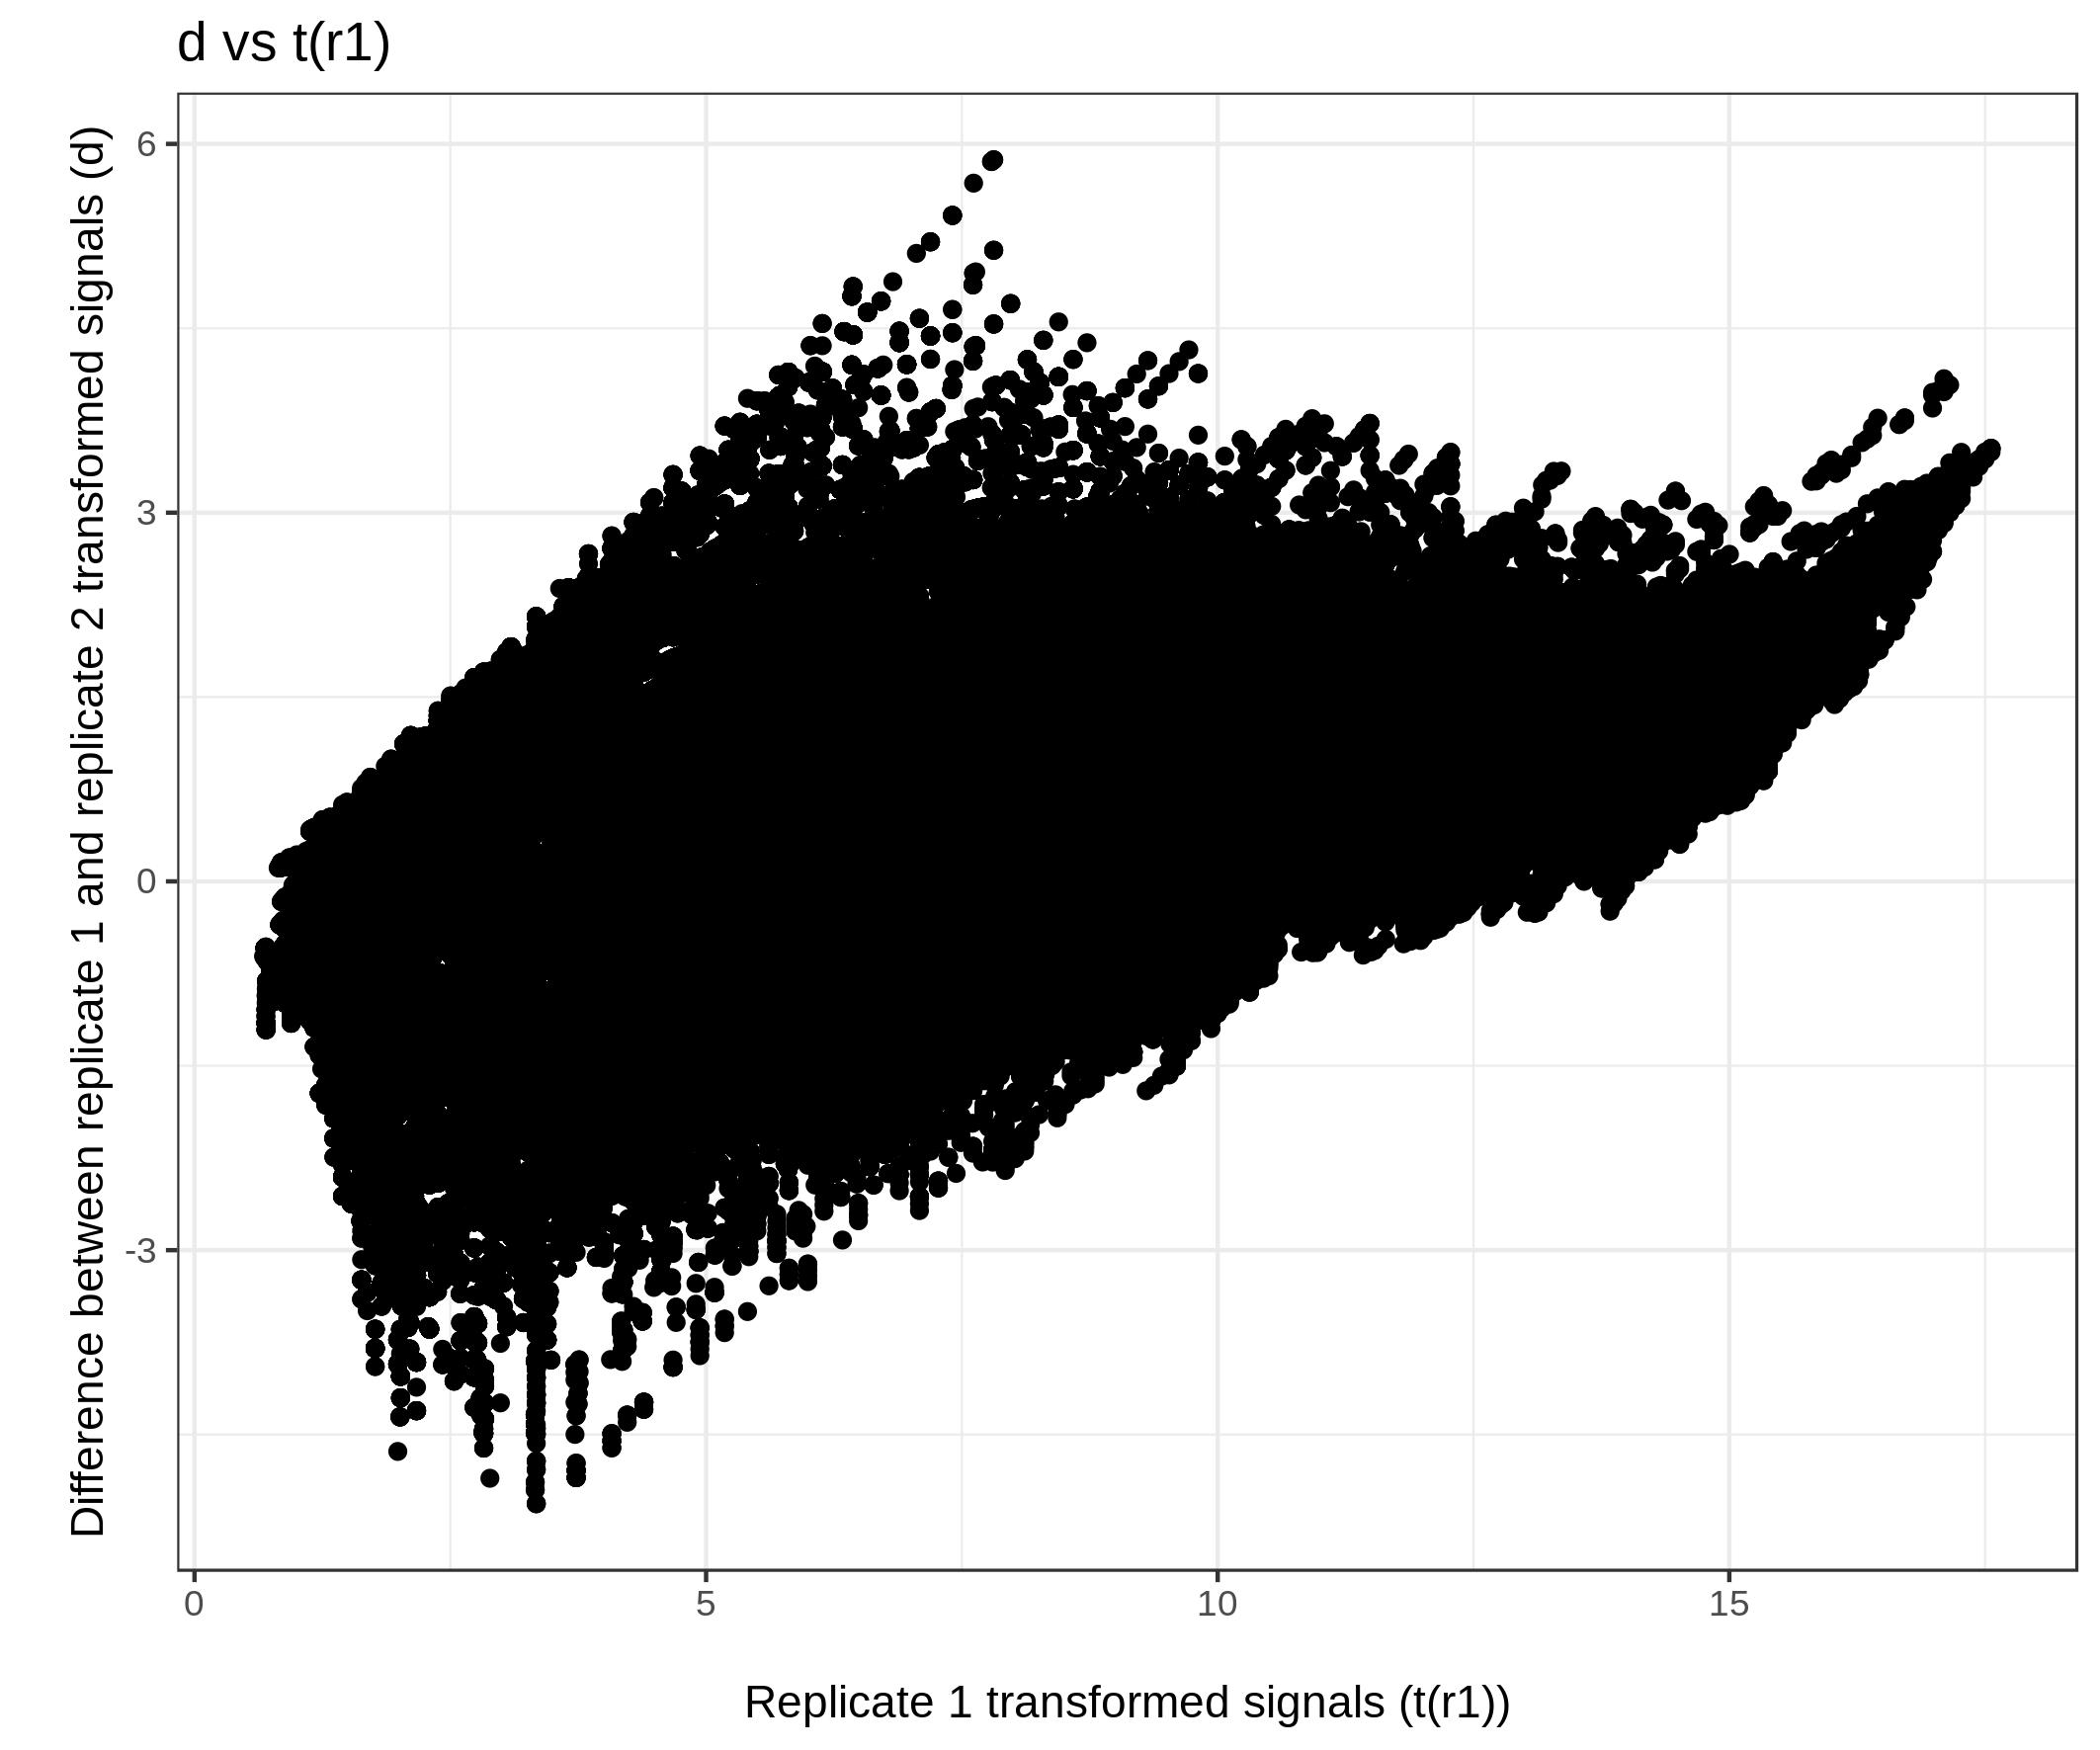 d vs t(r1)
Difference between replicate 1 and replicate 2 transformed signals (d)
6
3
0
-3
0 5 10 15
Replicate 1 transformed signals (t(r1))